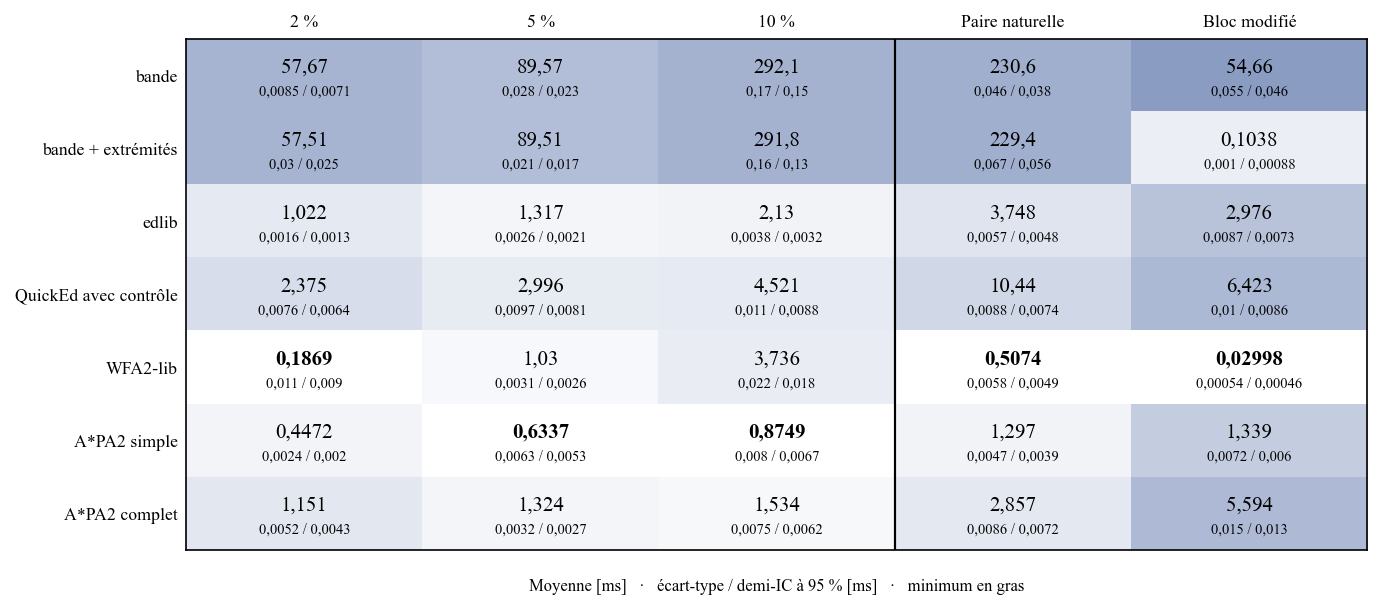 2 % 5 % 10 % Paire naturelle Bloc modifié
bande 57,67 89,57 292,1 230,6 54,66
0,0085 / 0,0071 0,028 / 0,023 0,17 / 0,15 0,046 / 0,038 0,055 / 0,046
bande + extrémités 57,51 89,51 291,8 229,4 0,1038
0,03 / 0,025 0,021 / 0,017 0,16 / 0,13 0,067 / 0,056 0,001 / 0,00088
edlib 1,022 1,317 2,13 3,748 2,976
0,0016 / 0,0013 0,0026 / 0,0021 0,0038 / 0,0032 0,0057 / 0,0048 0,0087 / 0,0073
QuickEd avec contrôle 2,375 2,996 4,521 10,44 6,423
0,0076 / 0,0064 0,0097 / 0,0081 0,011 / 0,0088 0,0088 / 0,0074 0,01 / 0,0086
WFA2-lib 0,1869 1,03 3,736 0,5074 0,02998
0,011 / 0,009 0,0031 / 0,0026 0,022 / 0,018 0,0058 / 0,0049 0,00054 / 0,00046
A*PA2 simple 0,4472 0,6337 0,8749 1,297 1,339
0,0024 / 0,002 0,0063 / 0,0053 0,008 / 0,0067 0,0047 / 0,0039 0,0072 / 0,006
A*PA2 complet 1,151 1,324 1,534 2,857 5,594
0,0052 / 0,0043 0,0032 / 0,0027 0,0075 / 0,0062 0,0086 / 0,0072 0,015 / 0,013
Moyenne [ms] · écart-type / demi-IC à 95 % [ms] · minimum en gras